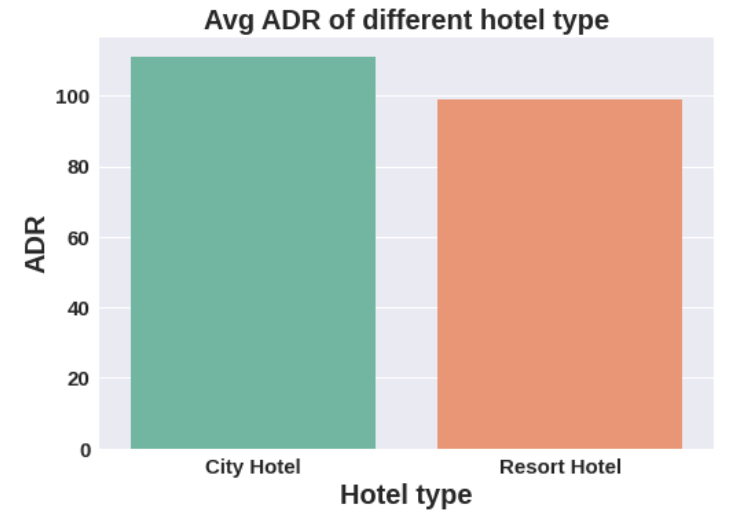 Avg ADR of different hotel type
ADR
100
80
60
40
20
0
City Hotel Resort Hotel
Hotel type